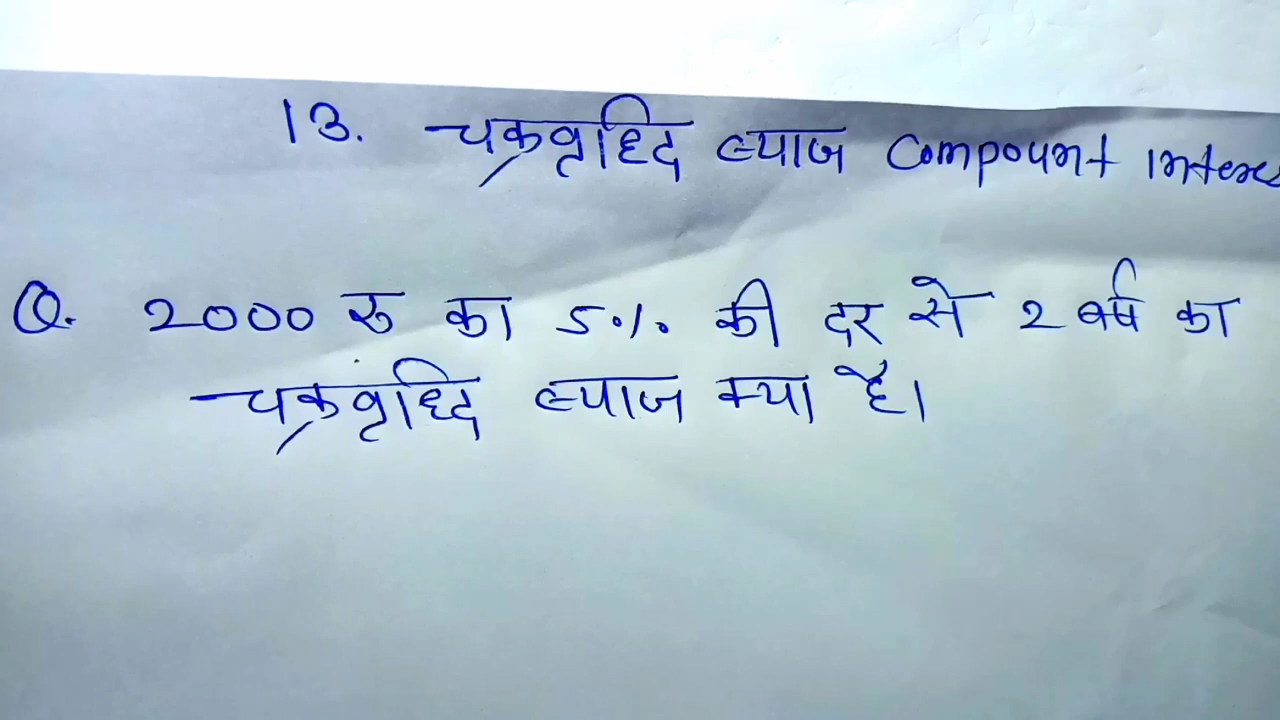 13. चक्रवृद्धि ब्याज Compount Interes
Q. 2000 रु का 5% की दर से 2 वर्ष का
चक्रवृद्धि ब्याज क्या है।